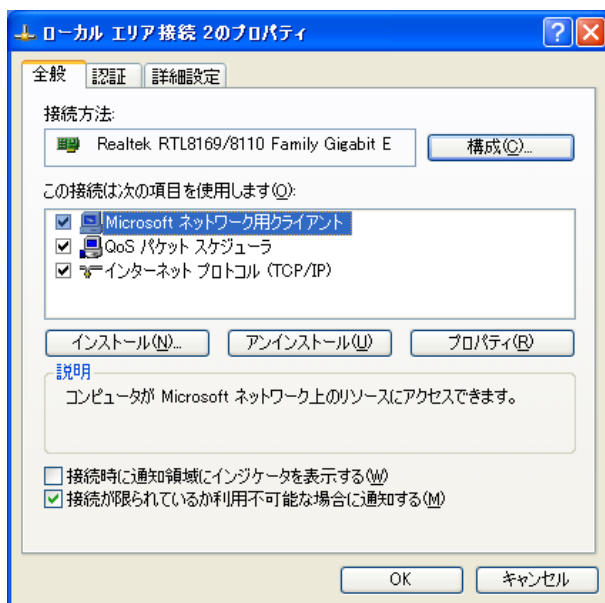 ローカル エリア接続 2のプロパティ
全般 認証 詳細設定
接続方法:
Realtek RTL8169/8110 Family Gigabit E
構成(C)...
この接続は次の項目を使用します(O):
Microsoft ネットワーク用クライアント
QoS パケット スケジューラ
インターネット プロトコル (TCP/IP)
インストール(N)... アンインストール(U) プロパティ(R)
説明
コンピュータが Microsoft ネットワーク上のリソースにアクセスできます。
接続時に通知領域にインジケータを表示する(W)
接続が限られているか利用不可能な場合に通知する(M)
OK キャンセル